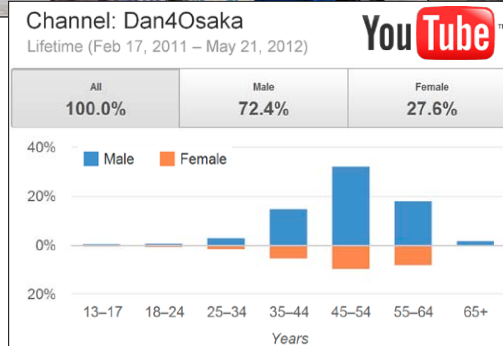 Channel: Dan4Osaka
Lifetime (Feb 17, 2011 – May 21, 2012)
YouTube ™
All Male Female
100.0% 72.4% 27.6%
40%
Male Female
20%
0%
20%
13–17 18–24 25–34 35–44 45–54 55–64 65+
Years